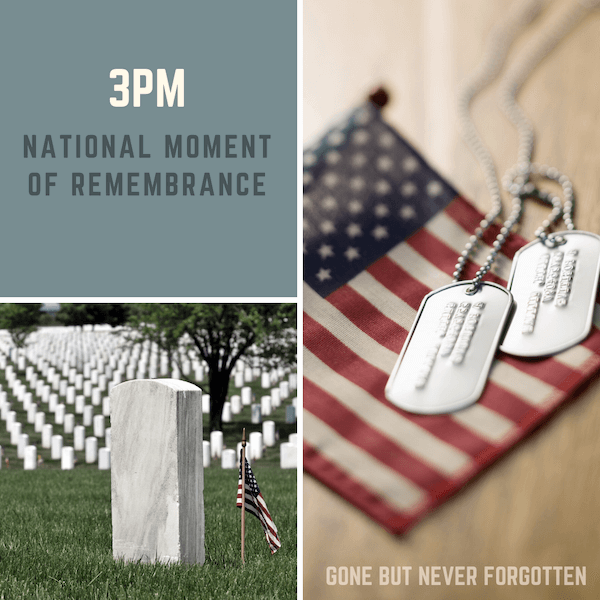 3PM
NATIONAL MOMENT
OF REMEMBRANCE
GONE BUT NEVER FORGOTTEN